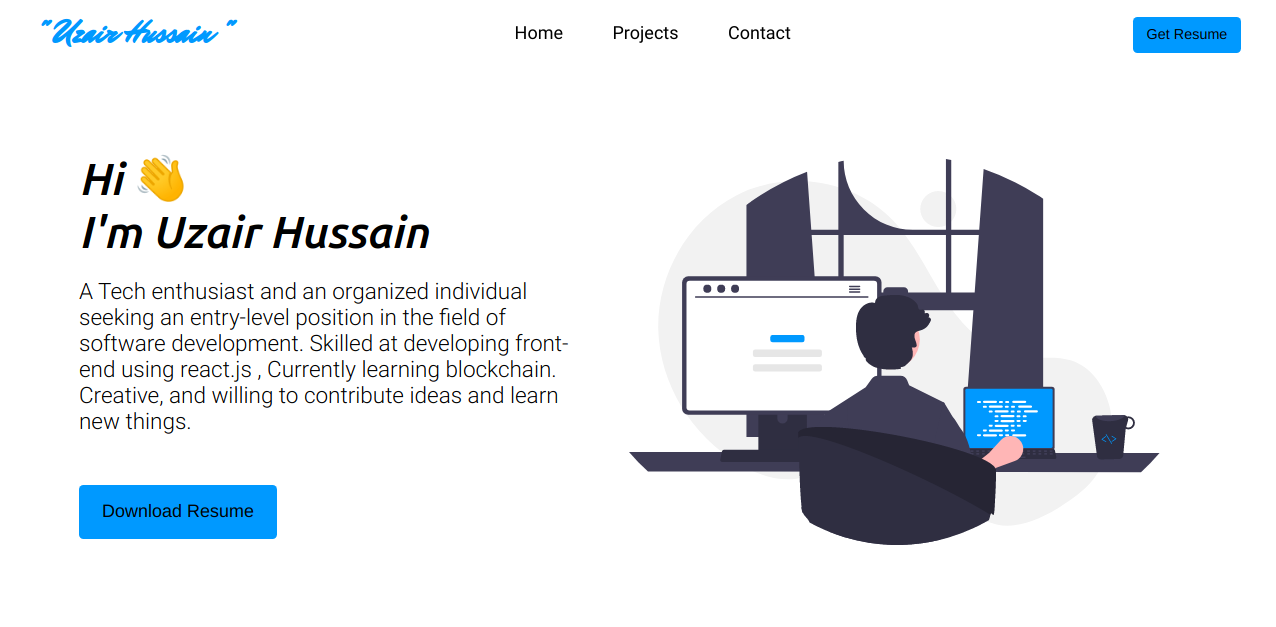 "Uzair Hussain "
Home
Projects
Contact
Get Resume
Hi 👋
I'm Uzair Hussain
A Tech enthusiast and an organized individual
seeking an entry-level position in the field of
software development. Skilled at developing front-
end using react.js , Currently learning blockchain.
Creative, and willing to contribute ideas and learn
new things.
Download Resume